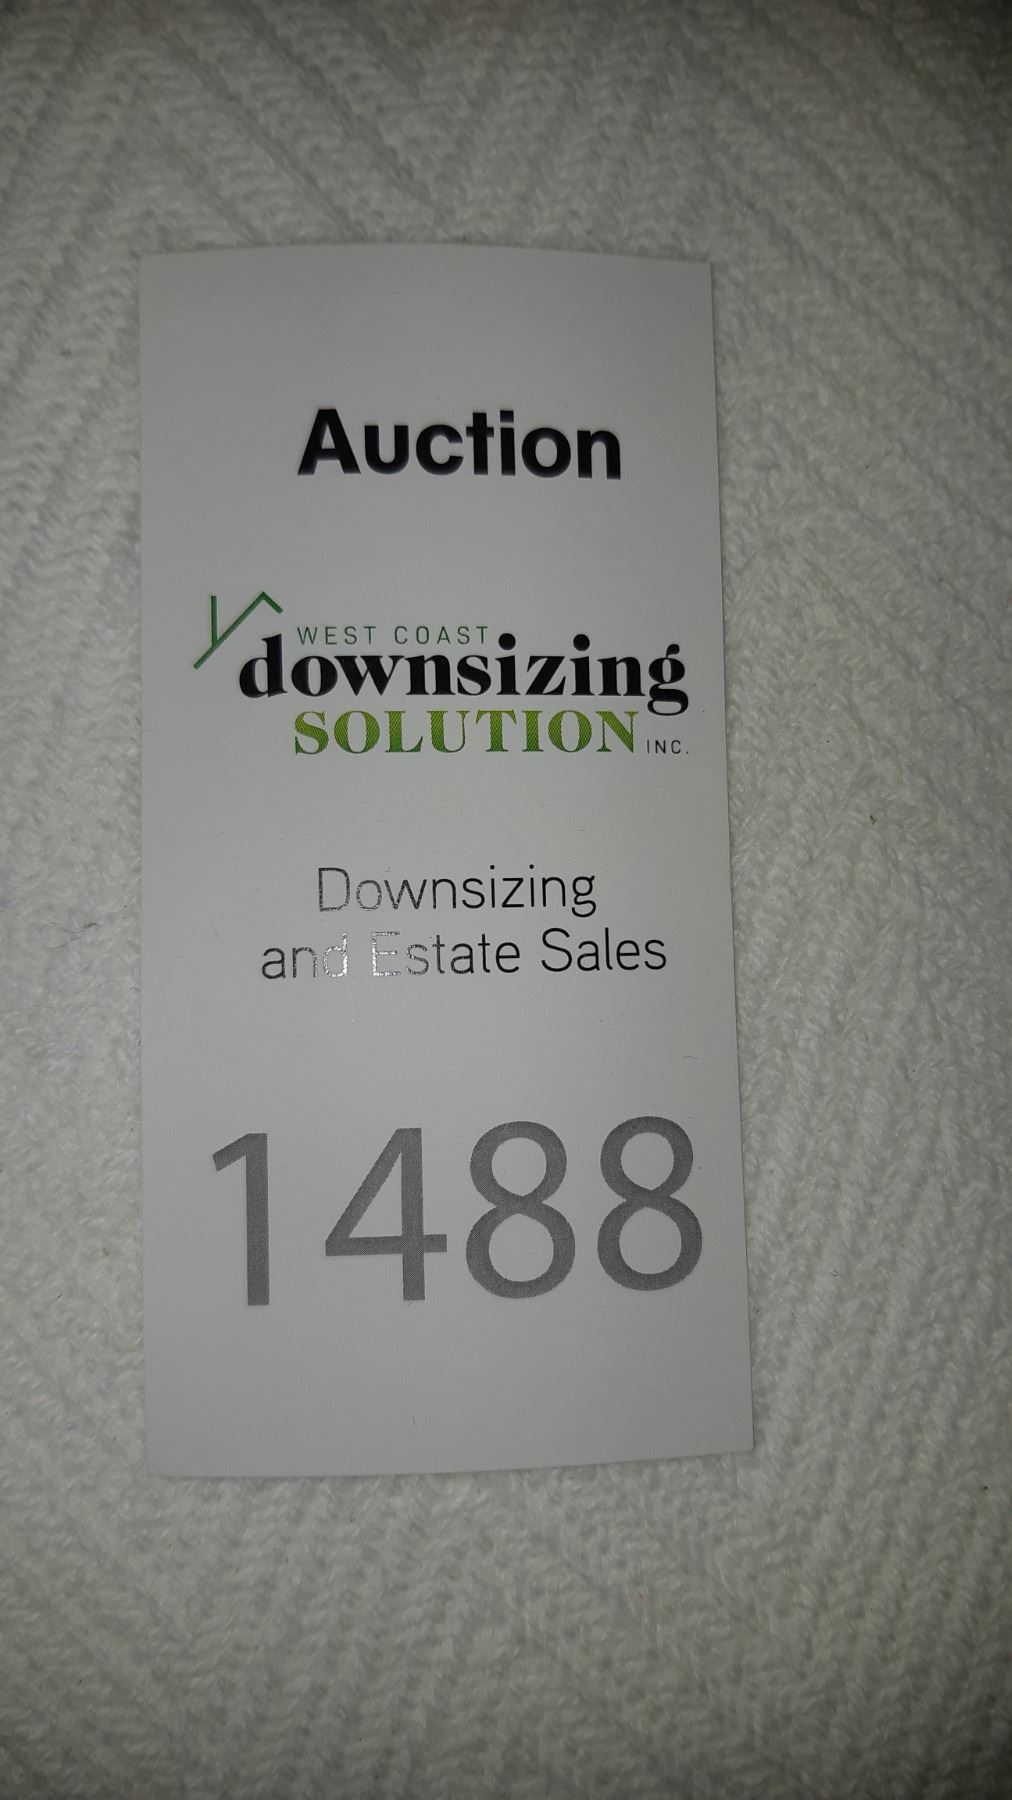 Auction
WEST COAST
downsizing
SOLUTION INC.
Downsizing
and Estate Sales
1488